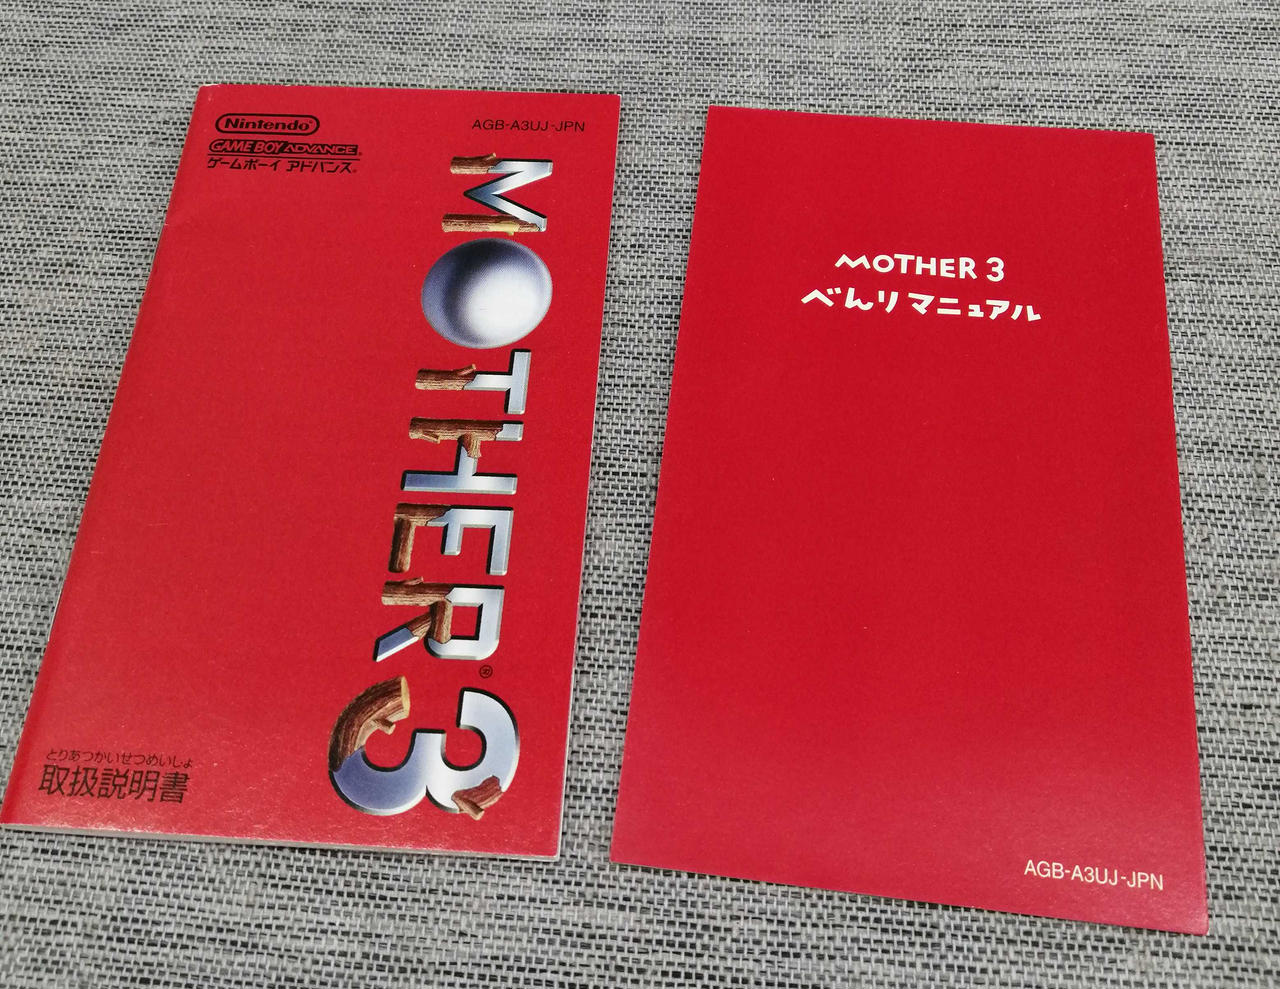 Nintendo
GAME BOY ADVANCE
ゲームボーイ アドバンス
AGB-A3UJ-JPN
MOTHER 3
とりあつかいせつめいしょ
取扱説明書
MOTHER 3
べんりマニュアル
AGB-A3UJ-JPN